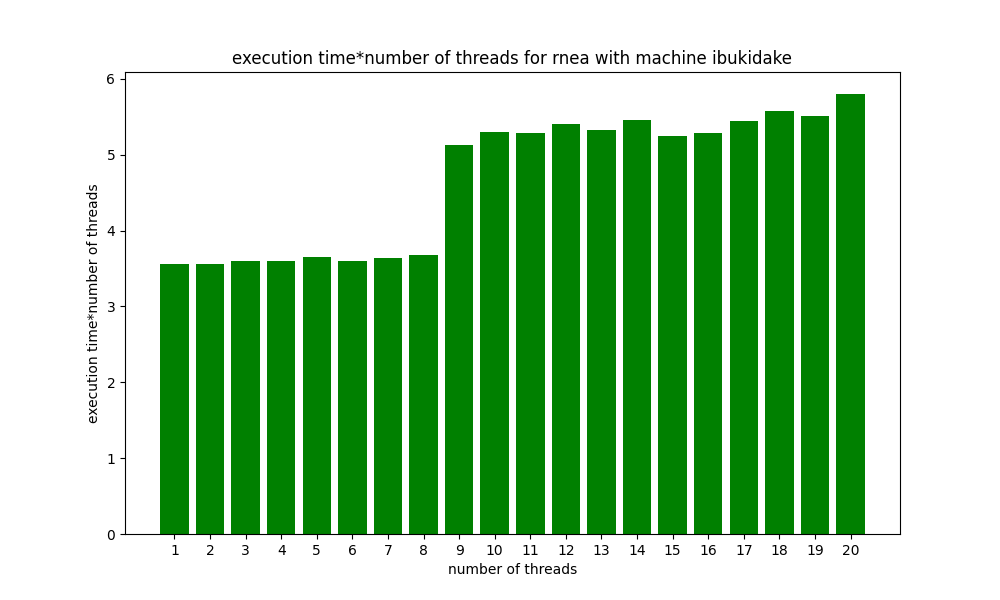 execution time*number of threads for rnea with machine ibukidake
execution time*number of threads
6
5
4
3
2
1
0
1 2 3 4 5 6 7 8 9 10 11 12 13 14 15 16 17 18 19 20
number of threads